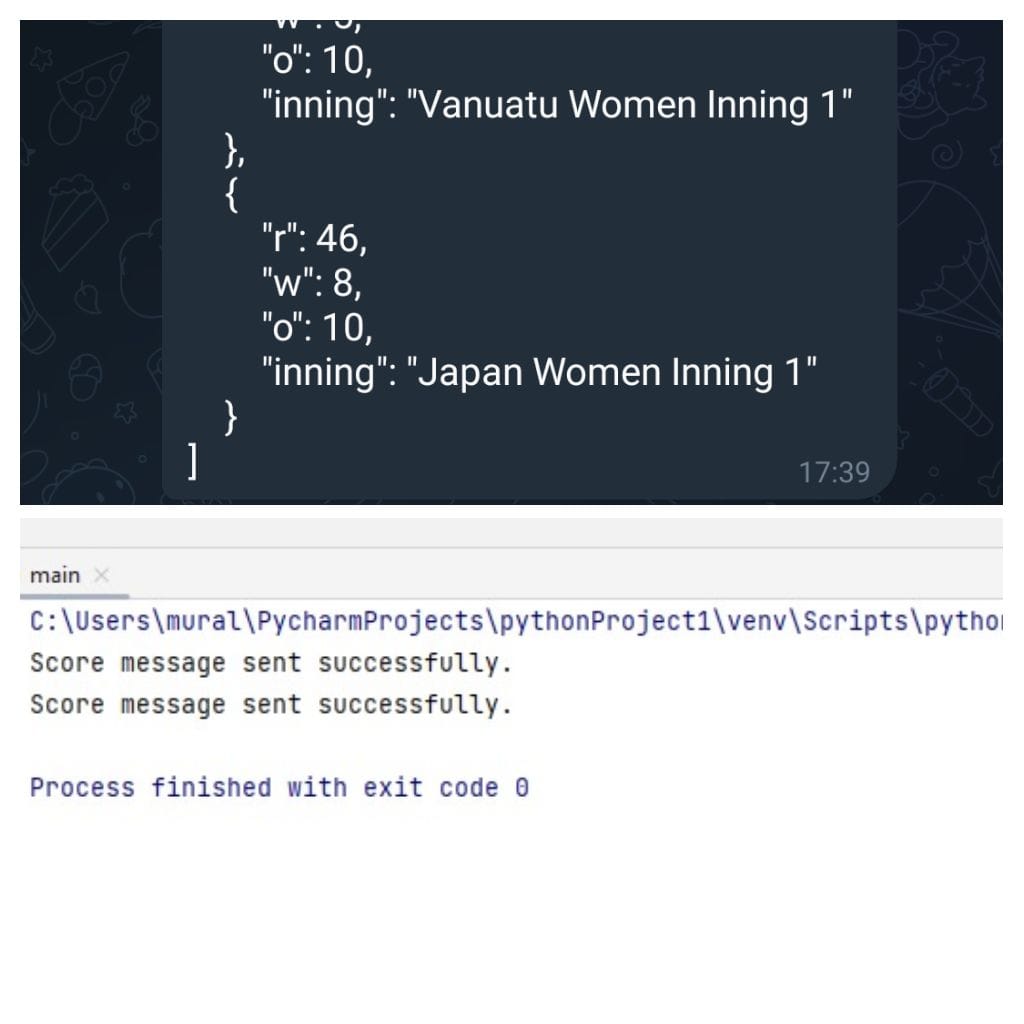 "o": 10,
"inning": "Vanuatu Women Inning 1"
},
{
"r": 46,
"w": 8,
"o": 10,
"inning": "Japan Women Inning 1"
}
]
17:39
main ×
C:\Users\mural\PycharmProjects\pythonProject1\venv\Scripts\pytho
Score message sent successfully.
Score message sent successfully.
Process finished with exit code 0